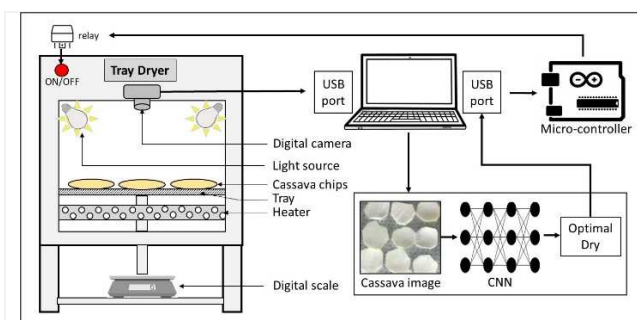 relay
ON/OFF
Tray Dryer
USB
port
USB
port
Micro-controller
Digital camera
Light source
Cassava chips
Tray
Heater
Digital scale
Cassava image
CNN
Optimal
Dry